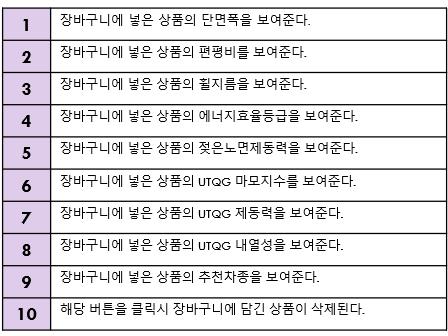 1 장바구니에 넣은 상품의 단면폭을 보여준다.
2 장바구니에 넣은 상품의 편평비를 보여준다.
3 장바구니에 넣은 상품의 휠지름을 보여준다.
4 장바구니에 넣은 상품의 에너지효율등급을 보여준다.
5 장바구니에 넣은 상품의 젖은노면제동력을 보여준다.
6 장바구니에 넣은 상품의 UTQG 마모지수를 보여준다.
7 장바구니에 넣은 상품의 UTQG 제동력을 보여준다.
8 장바구니에 넣은 상품의 UTQG 내열성을 보여준다.
9 장바구니에 넣은 상품의 추천차종을 보여준다.
10 해당 버튼을 클릭시 장바구니에 담긴 상품이 삭제된다.